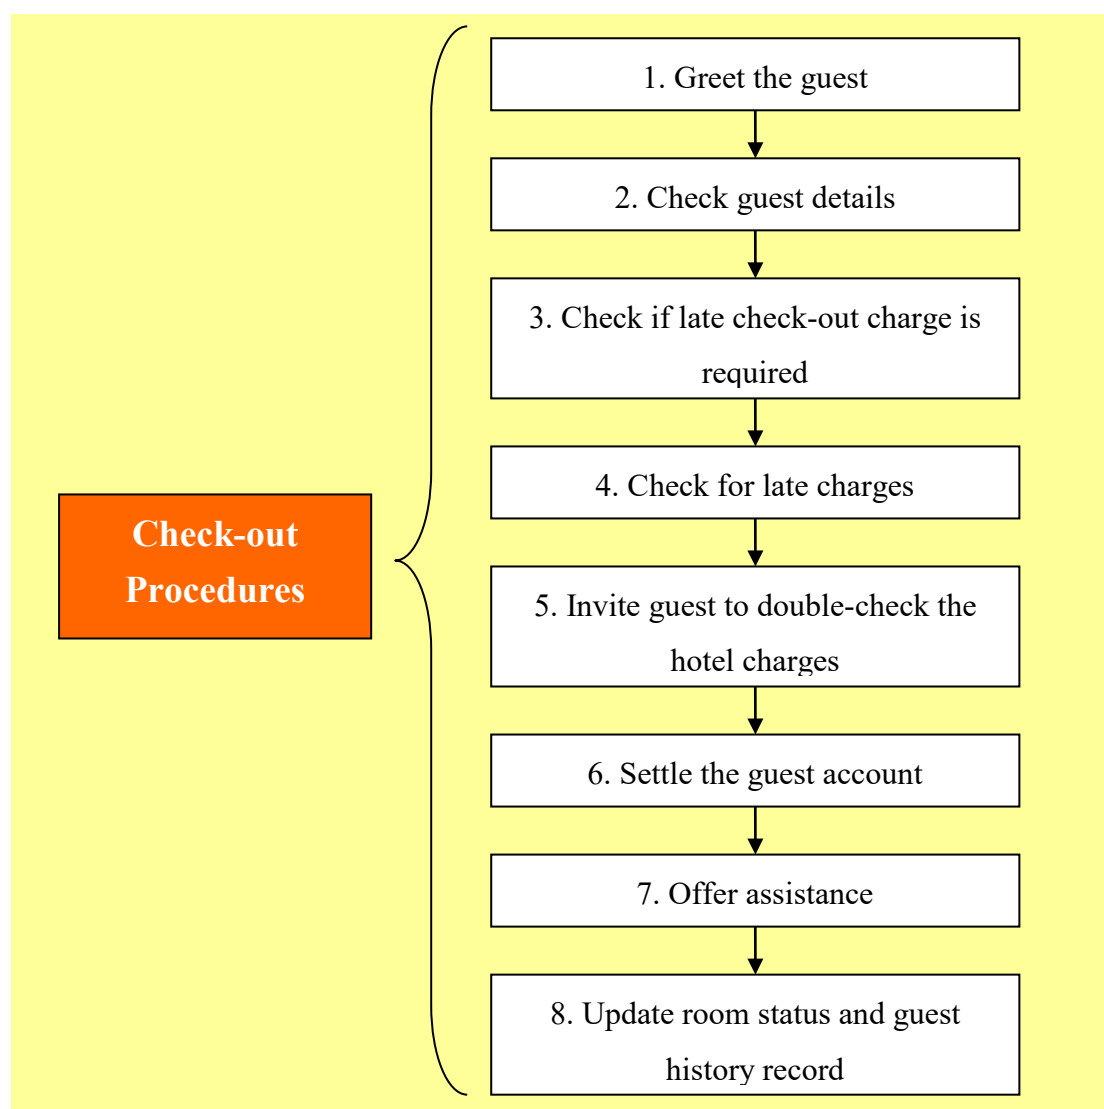 1. Greet the guest
2. Check guest details
3. Check if late check-out charge is
required
4. Check for late charges
Check-out
Procedures
5. Invite guest to double-check the
hotel charges
6. Settle the guest account
7. Offer assistance
8. Update room status and guest
history record